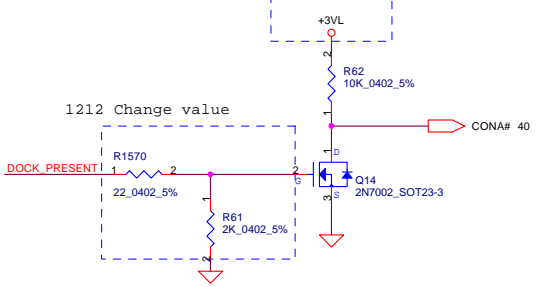 +3VL
2
R62
10K_0402_5%
1
1212 Change value
CONA# 40
DOCK_PRESENT
1
R1570
2
22_0402_5%
2
G
1
D
Q14
2N7002_SOT23-3
3
S
1
R61
2K_0402_5%
2